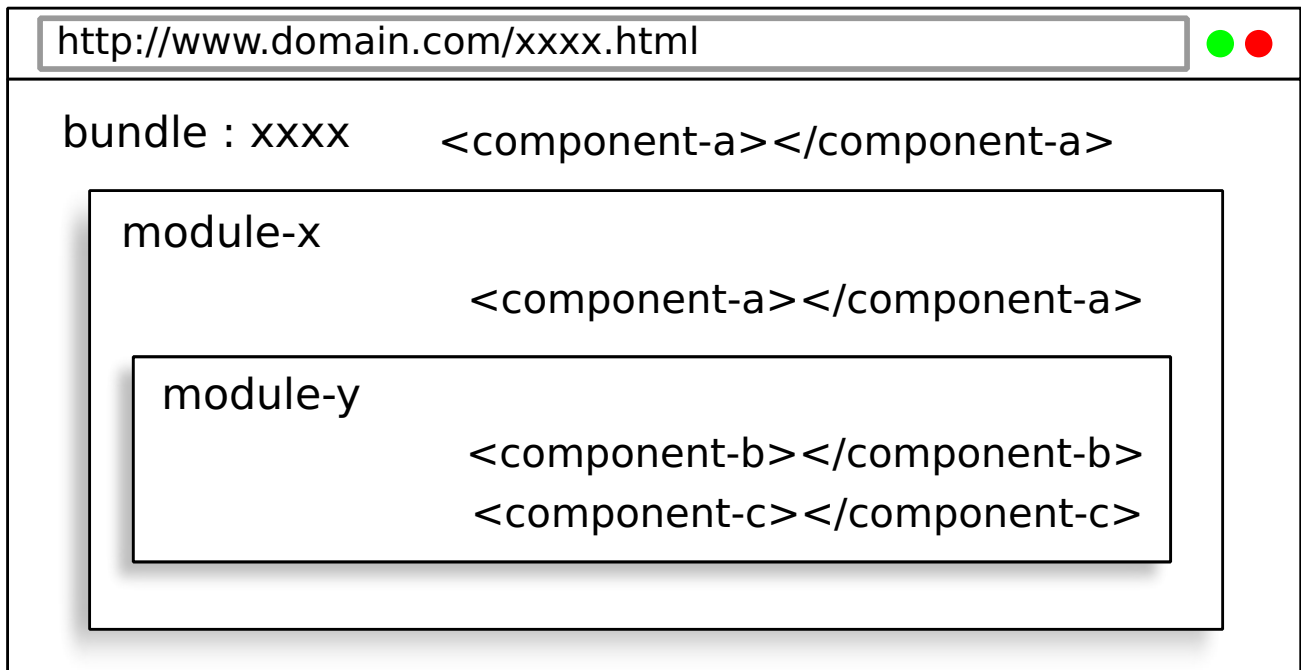 http://www.domain.com/xxxx.html
bundle : xxxx
<component-a></component-a>
module-x
<component-a></component-a>
module-y
<component-b></component-b>
<component-c></component-c>